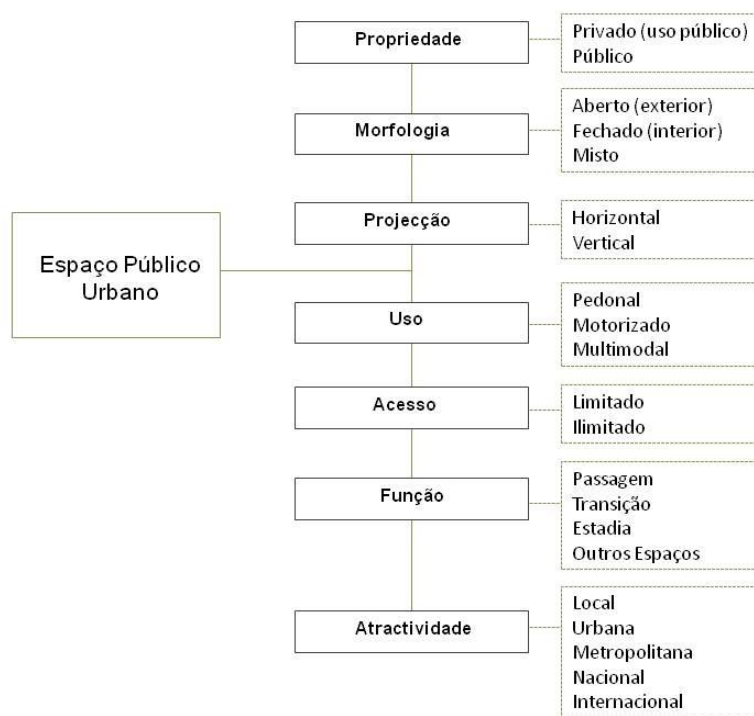 Espaço Público
Urbano
Propriedade
Privado (uso público)
Público
Morfologia
Aberto (exterior)
Fechado (interior)
Misto
Projecção
Horizontal
Vertical
Uso
Pedonal
Motorizado
Multimodal
Acesso
Limitado
Ilimitado
Função
Passagem
Transição
Estadia
Outros Espaços
Atractividade
Local
Urbana
Metropolitana
Nacional
Internacional